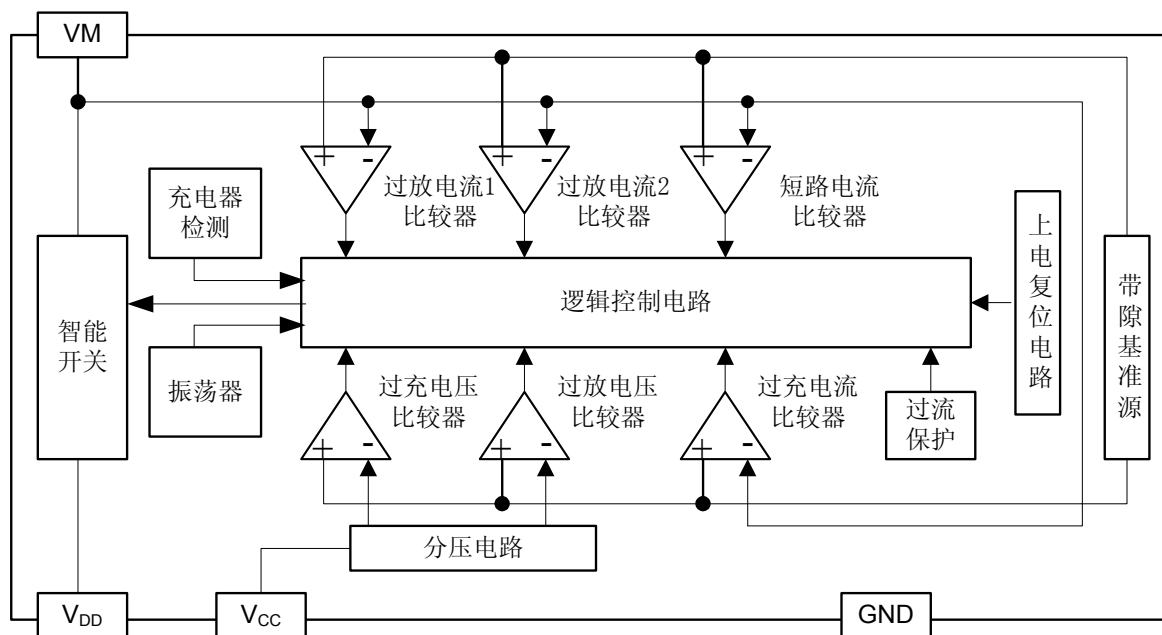 VM
+ -
+ -
+ -
过放电流1
比较器
过放电流2
比较器
短路电流
比较器
充电器
检测
上电复位电路
带隙基准源
逻辑控制电路
智能
开关
振荡器
过充电压
比较器
过放电压
比较器
过充电流
比较器
过流
保护
+ -
+ -
+ -
分压电路
VDD
VCC
GND